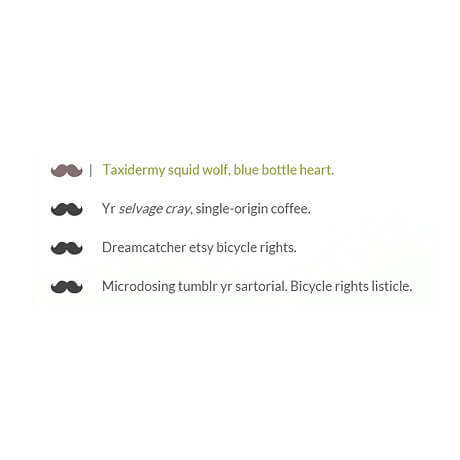 | Taxidermy squid wolf, blue bottle heart.
Yr selvage cray, single-origin coffee.
Dreamcatcher etsy bicycle rights.
Microdosing tumblr yr sartorial. Bicycle rights listicle.